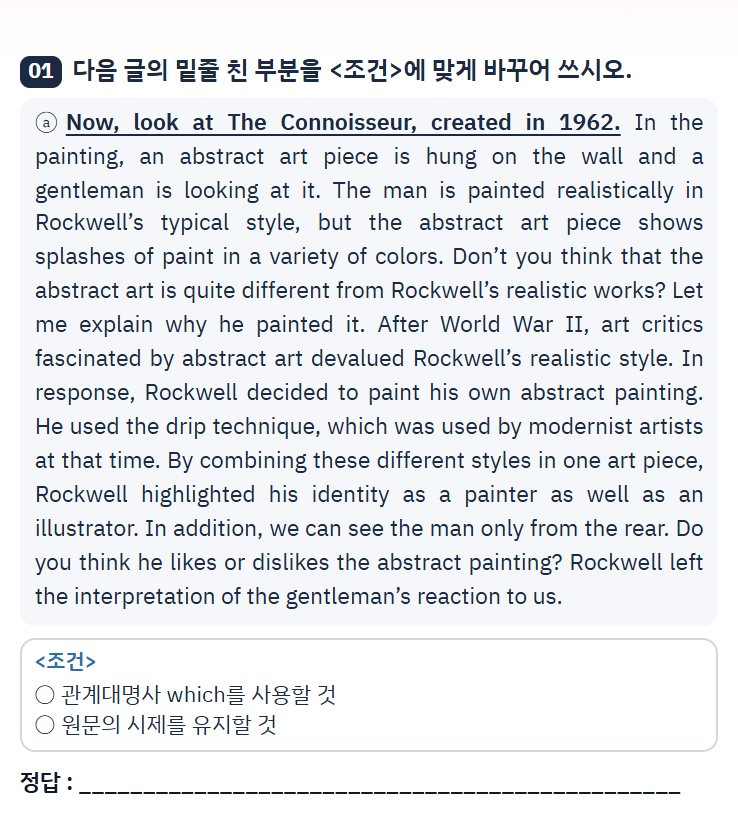 01 다음 글의 밑줄 친 부분을 <조건>에 맞게 바꾸어 쓰시오.
ⓐ Now, look at The Connoisseur, created in 1962. In the
painting, an abstract art piece is hung on the wall and a
gentleman is looking at it. The man is painted realistically in
Rockwell’s typical style, but the abstract art piece shows
splashes of paint in a variety of colors. Don’t you think that the
abstract art is quite different from Rockwell’s realistic works? Let
me explain why he painted it. After World War II, art critics
fascinated by abstract art devalued Rockwell’s realistic style. In
response, Rockwell decided to paint his own abstract painting.
He used the drip technique, which was used by modernist artists
at that time. By combining these different styles in one art piece,
Rockwell highlighted his identity as a painter as well as an
illustrator. In addition, we can see the man only from the rear. Do
you think he likes or dislikes the abstract painting? Rockwell left
the interpretation of the gentleman’s reaction to us.
<조건>
○ 관계대명사 which를 사용할 것
○ 원문의 시제를 유지할 것
정답 : _______________________________________________